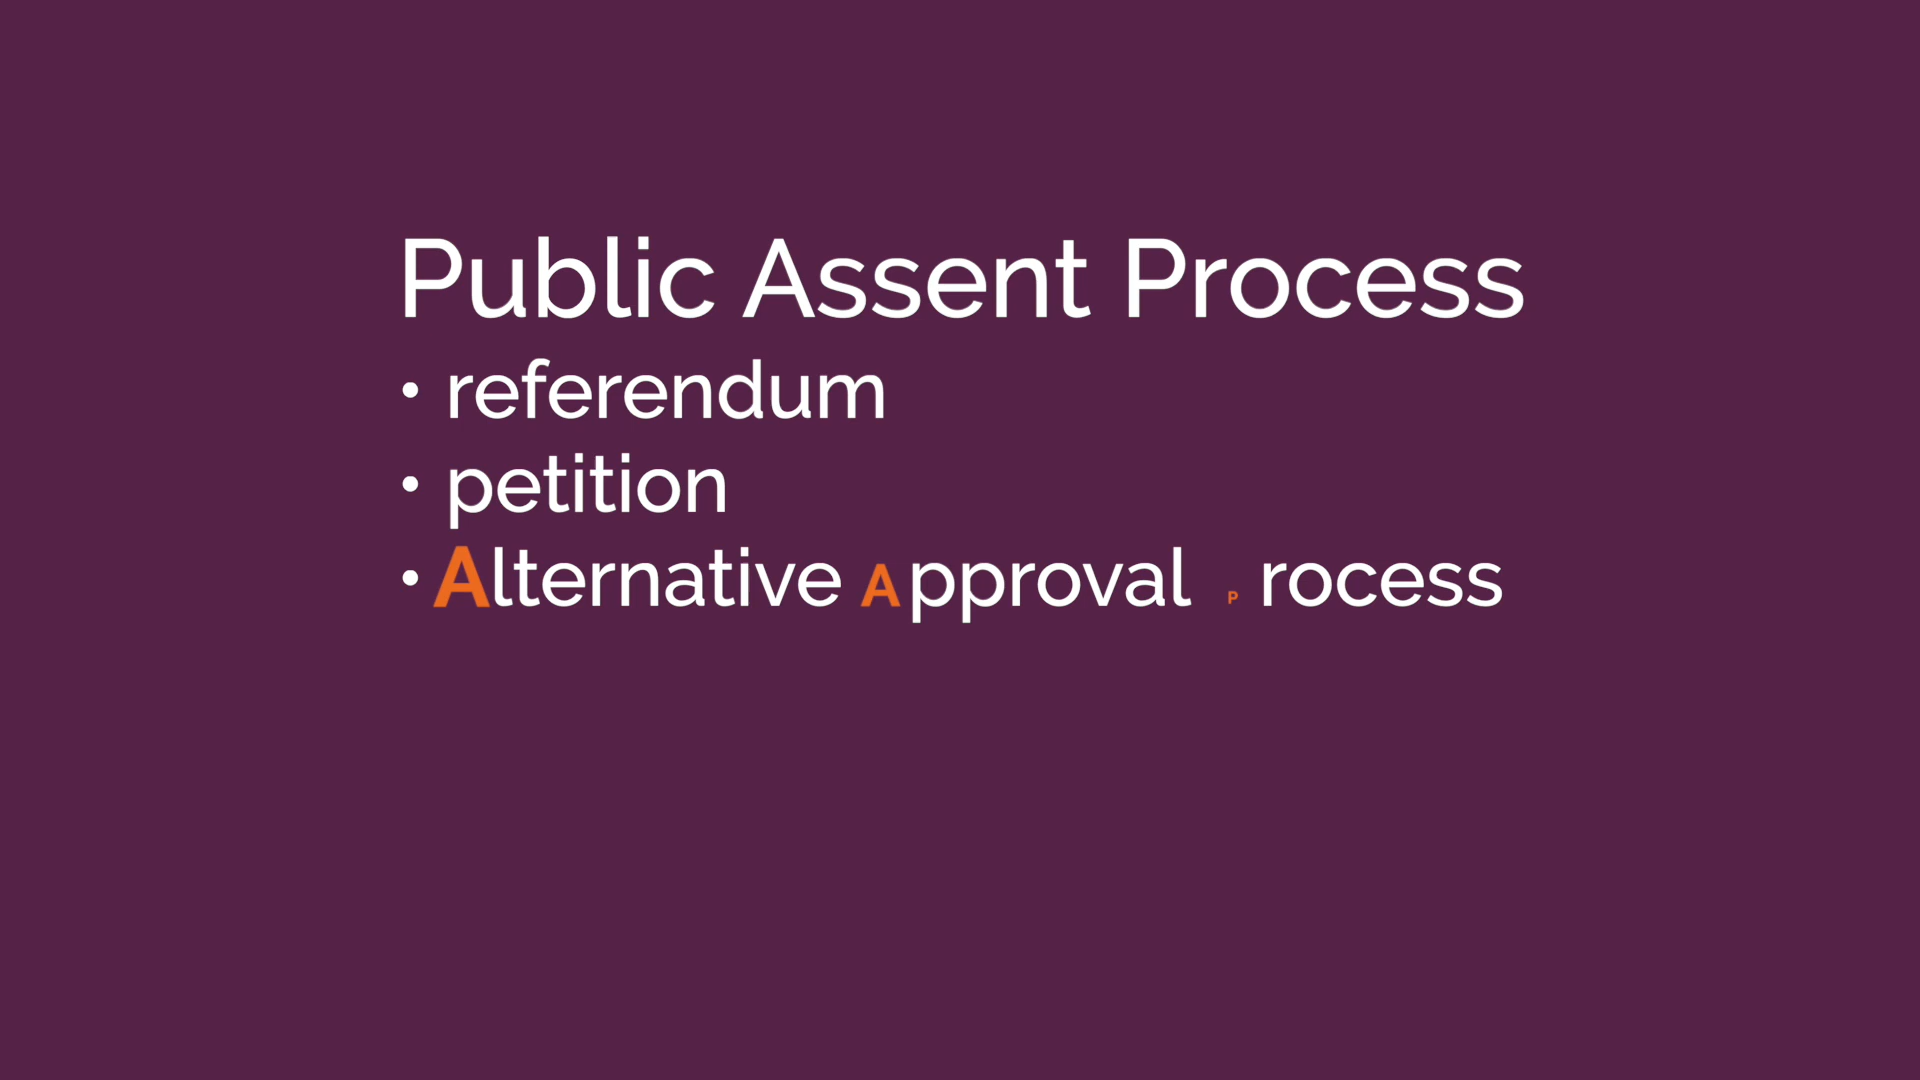 Public Assent Process
• referendum
• petition
• Alternative Approval Process